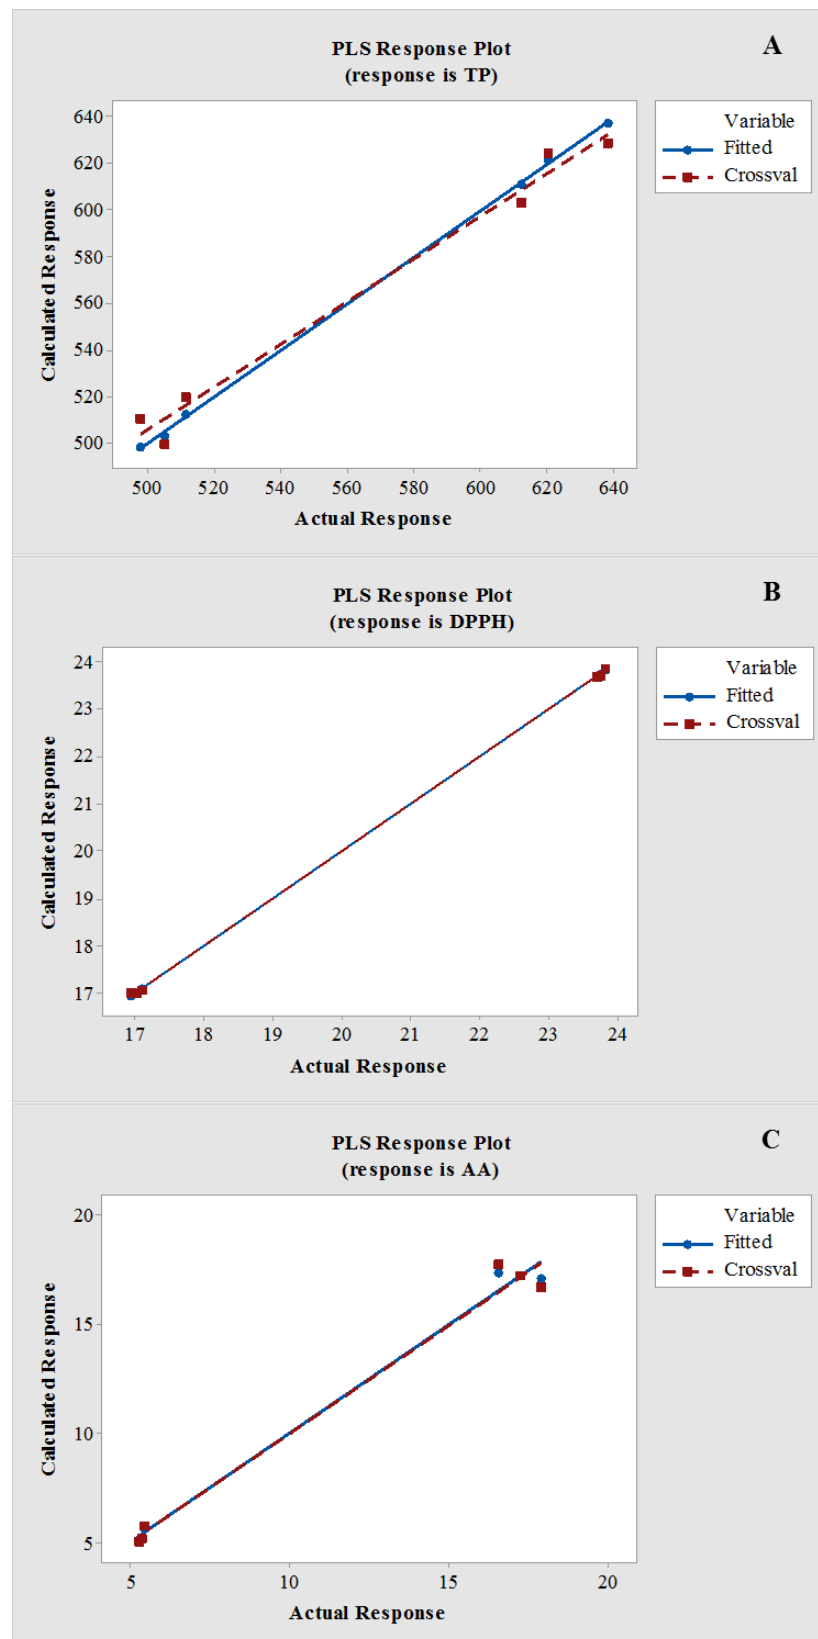 A
PLS Response Plot
(response is TP)
640
620
600
580
560
540
520
500
Calculated Response
500 520 540 560 580 600 620 640
Actual Response
Variable
Fitted
Crossval
B
PLS Response Plot
(response is DPPH)
24
23
22
21
20
19
18
17
Calculated Response
17 18 19 20 21 22 23 24
Actual Response
Variable
Fitted
Crossval
C
PLS Response Plot
(response is AA)
20
15
10
5
Calculated Response
5 10 15 20
Actual Response
Variable
Fitted
Crossval